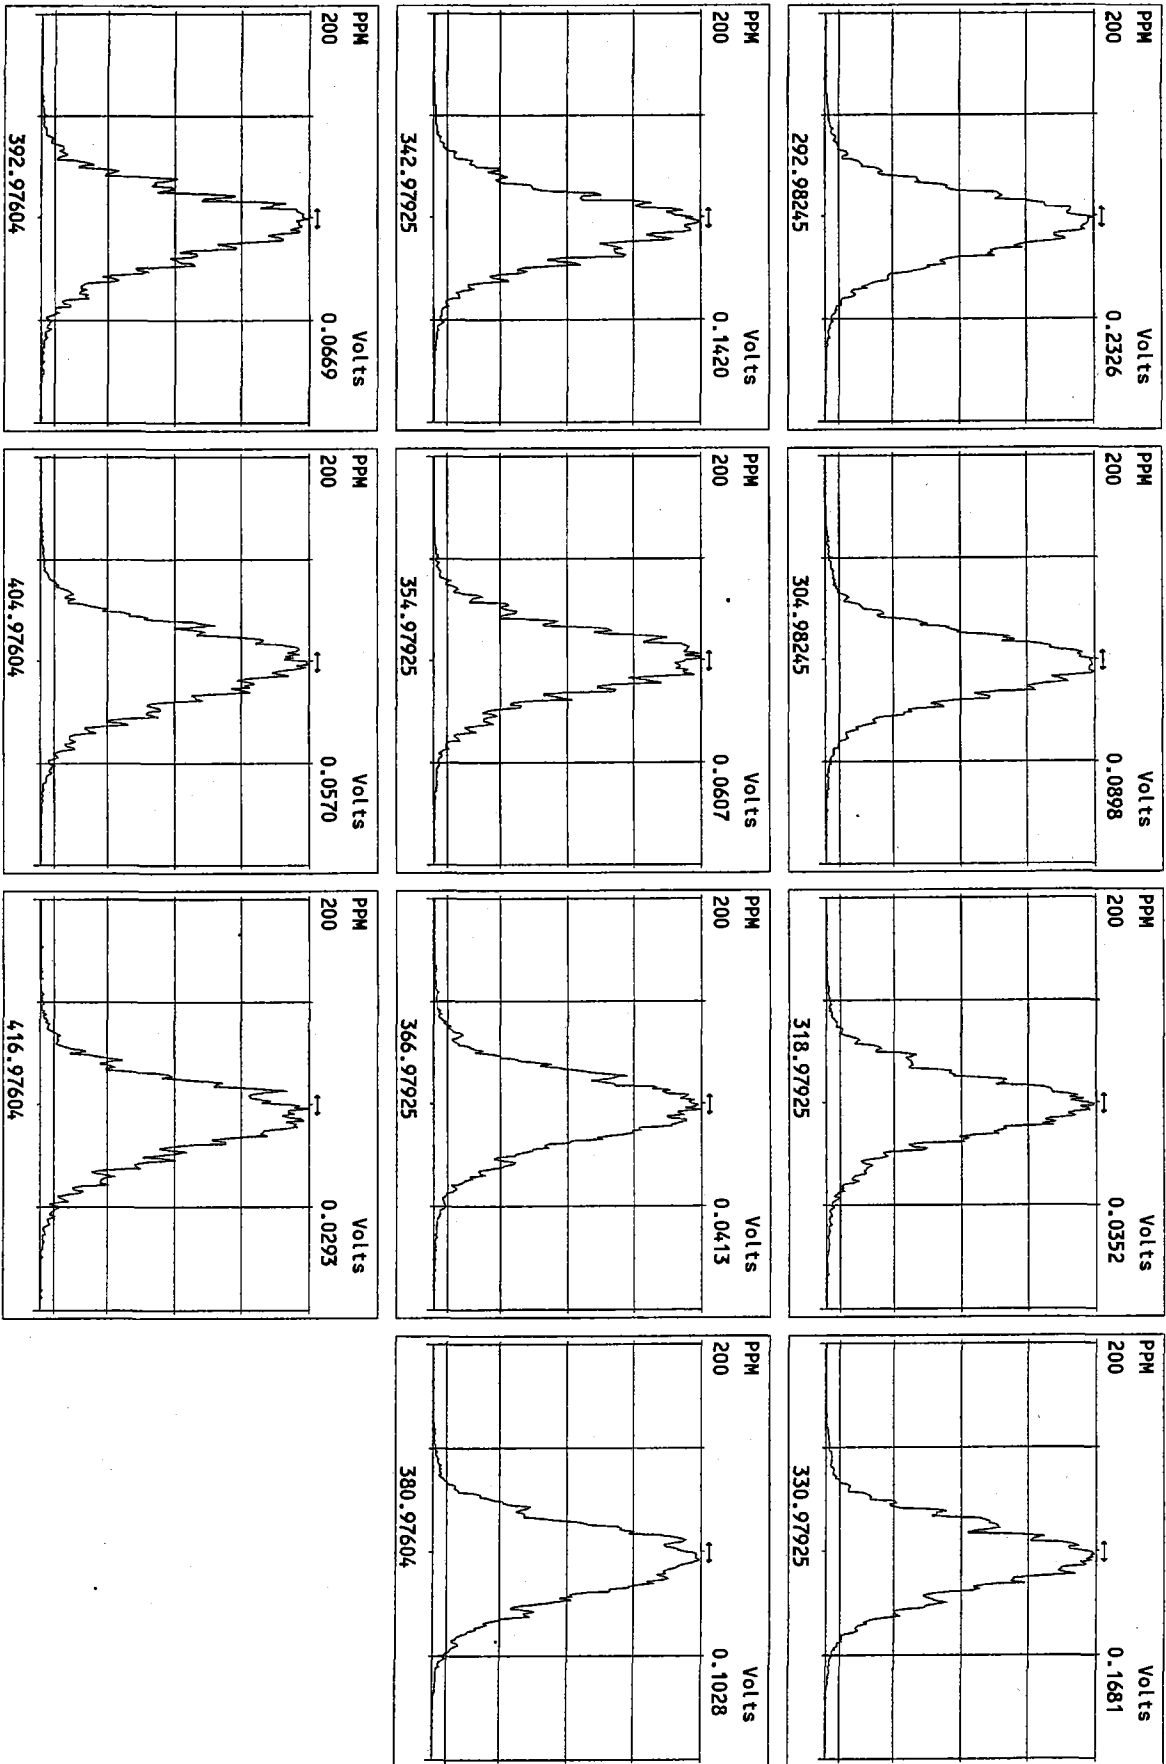 PPM Volts
200 0.2326
292.98245
PPM Volts
200 0.0898
304.98245
PPM Volts
200 0.0352
318.97925
PPM Volts
200 0.1681
330.97925
PPM Volts
200 0.1420
342.97925
PPM Volts
200 0.0607
354.97925
PPM Volts
200 0.0413
366.97925
PPM Volts
200 0.1028
380.97604
PPM Volts
200 0.0669
392.97604
PPM Volts
200 0.0570
404.97604
PPM Volts
200 0.0293
416.97604